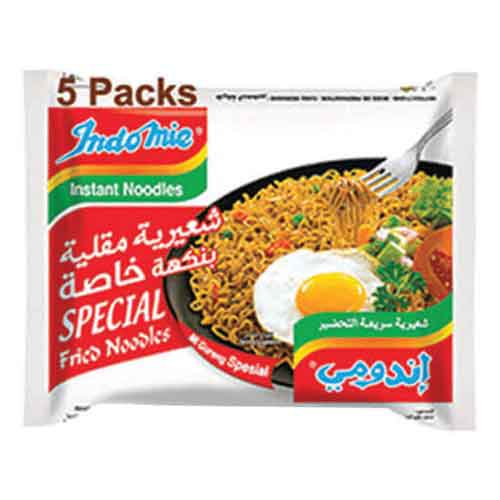 5 Packs
Indomie®
Instant Noodles
شعيرية مقلية
بنكهة خاصة
SPECIAL
Fried Noodles
Mi Goreng Spesial
شعيرية سريعة التحضير
إندومي®